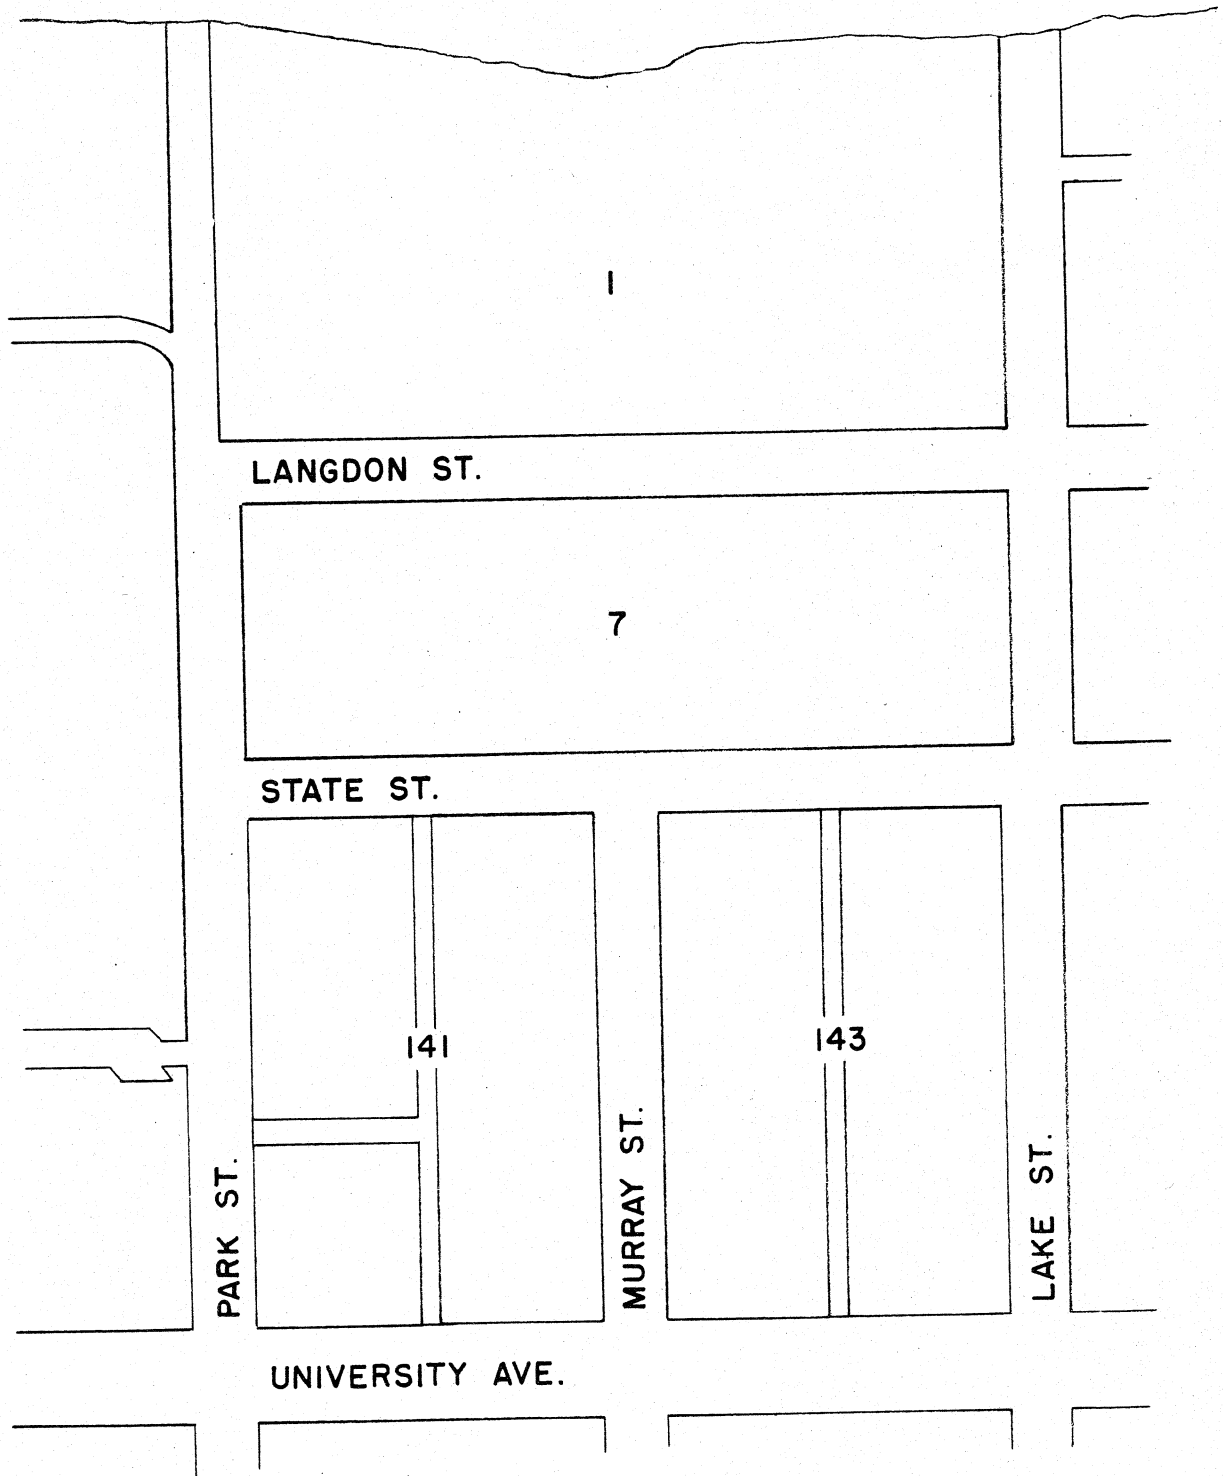 1
LANGDON ST.
7
STATE ST.
141
143
PARK ST.
MURRAY ST.
LAKE ST.
UNIVERSITY AVE.